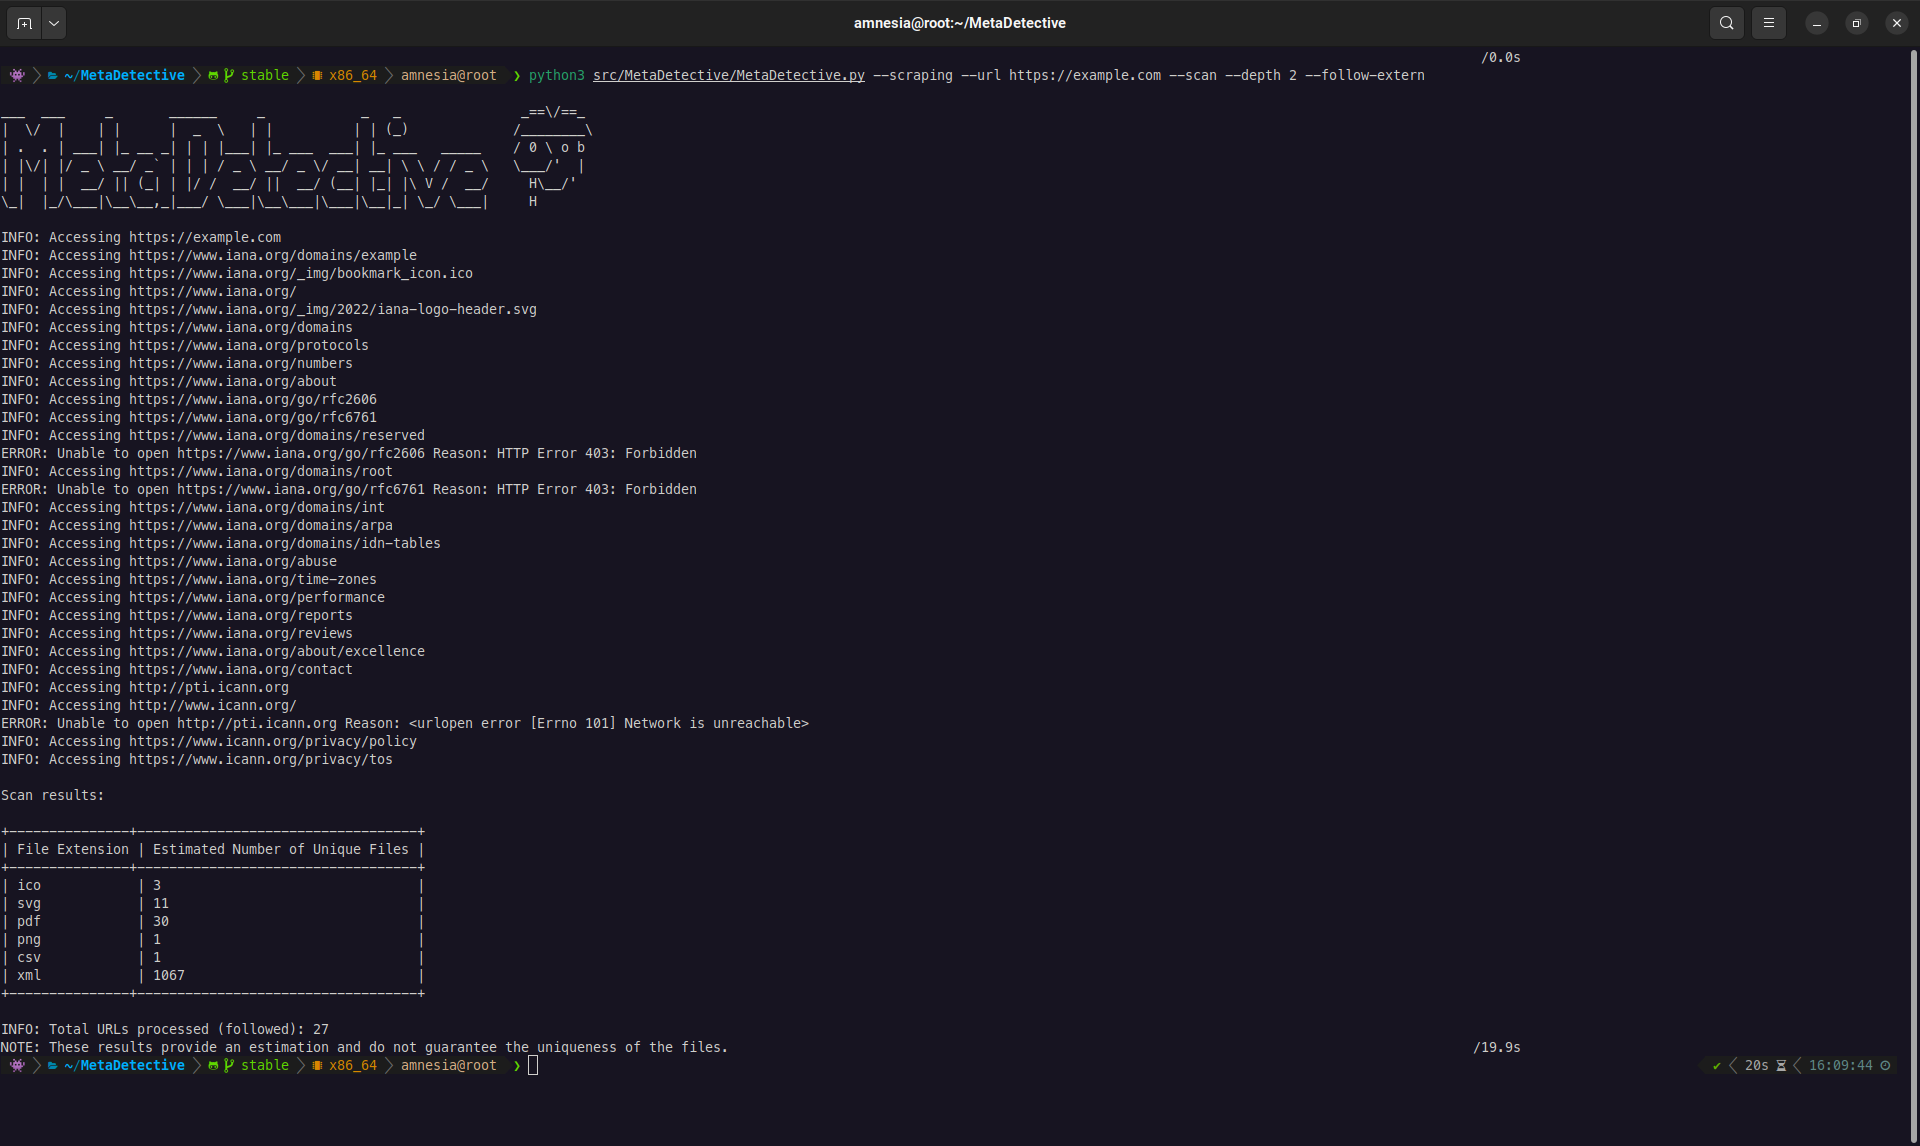 amnesia@root:~/MetaDetective
/0.0s
~/MetaDetective stable x86_64 amnesia@root ❯ python3 src/MetaDetective/MetaDetective.py --scraping --url https://example.com --scan --depth 2 --follow-extern
MetaDetective
INFO: Accessing https://example.com
INFO: Accessing https://www.iana.org/domains/example
INFO: Accessing https://www.iana.org/_img/bookmark_icon.ico
INFO: Accessing https://www.iana.org/
INFO: Accessing https://www.iana.org/_img/2022/iana-logo-header.svg
INFO: Accessing https://www.iana.org/domains
INFO: Accessing https://www.iana.org/protocols
INFO: Accessing https://www.iana.org/numbers
INFO: Accessing https://www.iana.org/about
INFO: Accessing https://www.iana.org/go/rfc2606
INFO: Accessing https://www.iana.org/go/rfc6761
INFO: Accessing https://www.iana.org/domains/reserved
ERROR: Unable to open https://www.iana.org/go/rfc2606 Reason: HTTP Error 403: Forbidden
INFO: Accessing https://www.iana.org/domains/root
ERROR: Unable to open https://www.iana.org/go/rfc6761 Reason: HTTP Error 403: Forbidden
INFO: Accessing https://www.iana.org/domains/int
INFO: Accessing https://www.iana.org/domains/arpa
INFO: Accessing https://www.iana.org/domains/idn-tables
INFO: Accessing https://www.iana.org/abuse
INFO: Accessing https://www.iana.org/time-zones
INFO: Accessing https://www.iana.org/performance
INFO: Accessing https://www.iana.org/reports
INFO: Accessing https://www.iana.org/reviews
INFO: Accessing https://www.iana.org/about/excellence
INFO: Accessing https://www.iana.org/contact
INFO: Accessing http://pti.icann.org
INFO: Accessing http://www.icann.org/
ERROR: Unable to open http://pti.icann.org Reason: <urlopen error [Errno 101] Network is unreachable>
INFO: Accessing https://www.icann.org/privacy/policy
INFO: Accessing https://www.icann.org/privacy/tos
Scan results:
+---------------+-----------------------------------+
| File Extension | Estimated Number of Unique Files |
+---------------+-----------------------------------+
| ico | 3 |
| svg | 11 |
| pdf | 30 |
| png | 1 |
| csv | 1 |
| xml | 1067 |
+---------------+-----------------------------------+
INFO: Total URLs processed (followed): 27
NOTE: These results provide an estimation and do not guarantee the uniqueness of the files. /19.9s
~/MetaDetective stable x86_64 amnesia@root ❯ ✔ 20s 16:09:44